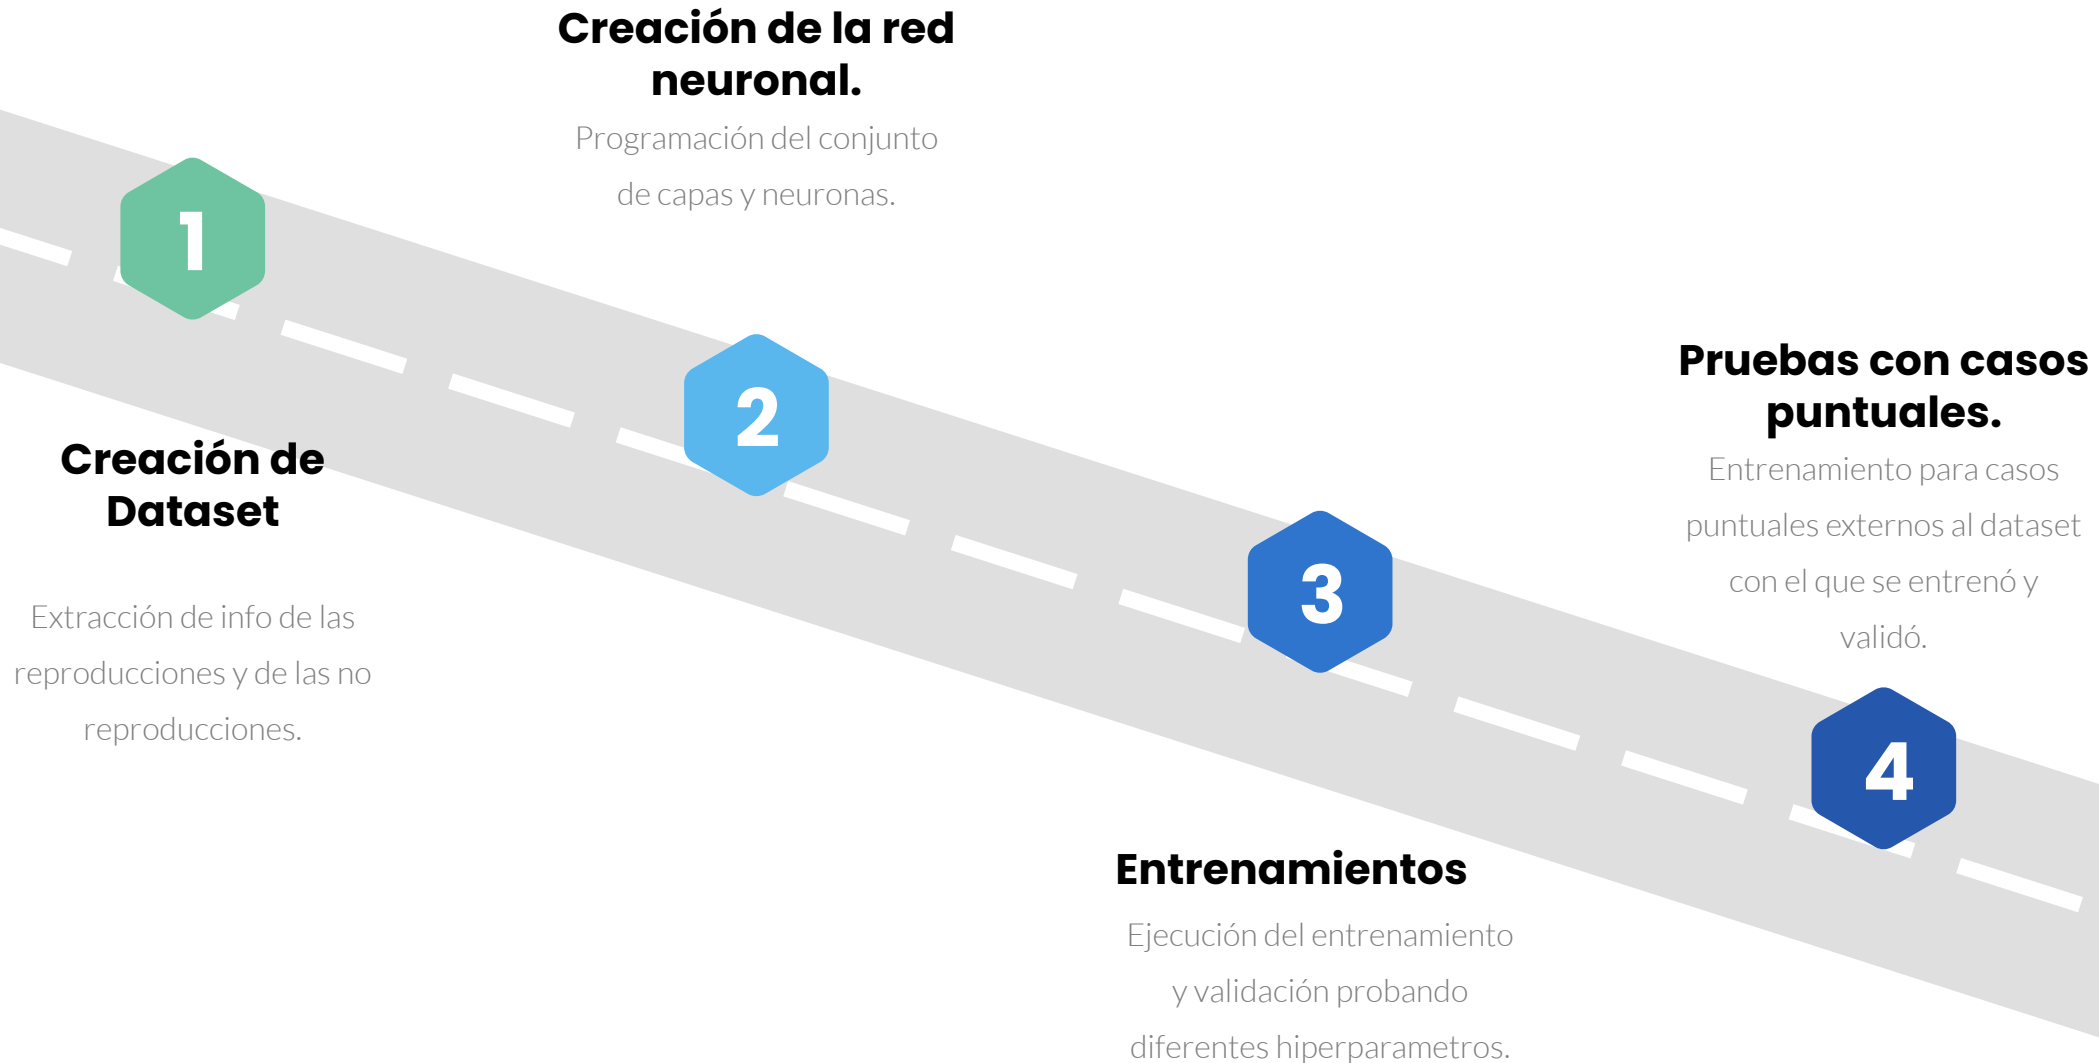 1
Creación de
Dataset
Extracción de info de las
reproducciones y de las no
reproducciones.
Creación de la red
neuronal.
Programación del conjunto
de capas y neuronas.
2
3
Entrenamientos
Ejecución del entrenamiento
y validación probando
diferentes hiperparametros.
Pruebas con casos
puntuales.
Entrenamiento para casos
puntuales externos al dataset
con el que se entrenó y
validó.
4